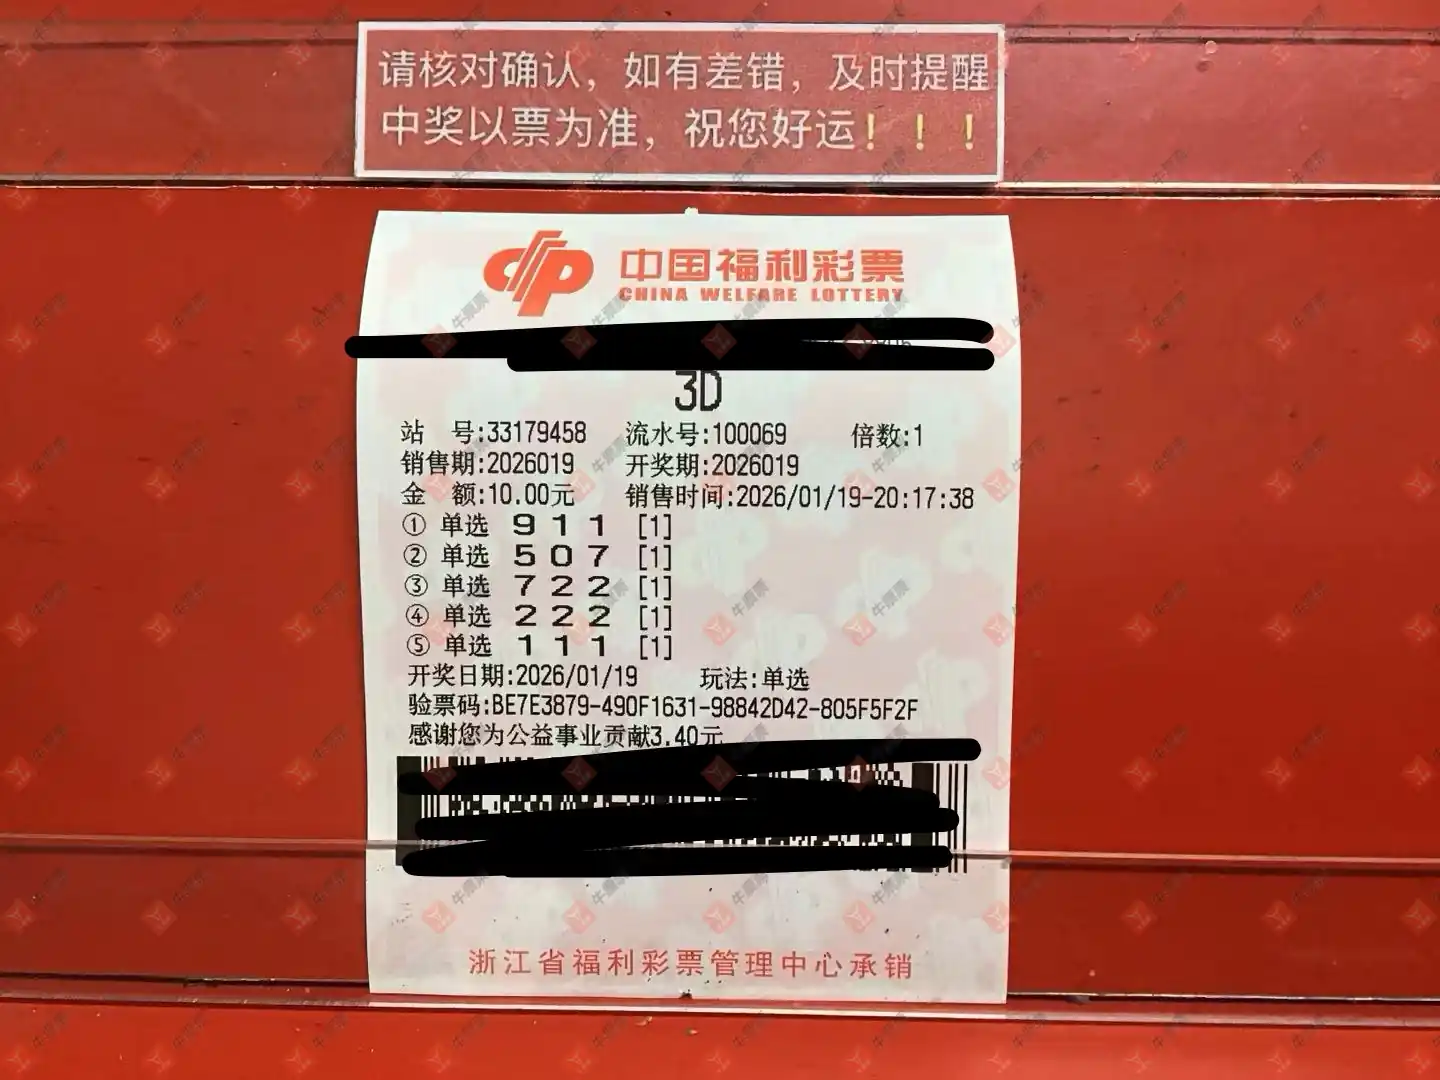 请核对确认，如有差错，及时提醒
中奖以票为准，祝您好运！！！
中国福利彩票
CHINA WELFARE LOTTERY
3D
站 号:33179458 流水号:100069 倍数:1
销售期:2026019 开奖期:2026019
金 额:10.00元 销售时间:2026/01/19-20:17:38
① 单选 9 1 1 [1]
② 单选 5 0 7 [1]
③ 单选 7 2 2 [1]
④ 单选 2 2 2 [1]
⑤ 单选 1 1 1 [1]
开奖日期:2026/01/19 玩法:单选
验票码:BE7E3879-490F1631-98842D42-805F5F2F
感谢您为公益事业贡献3.40元
浙江省福利彩票管理中心承销